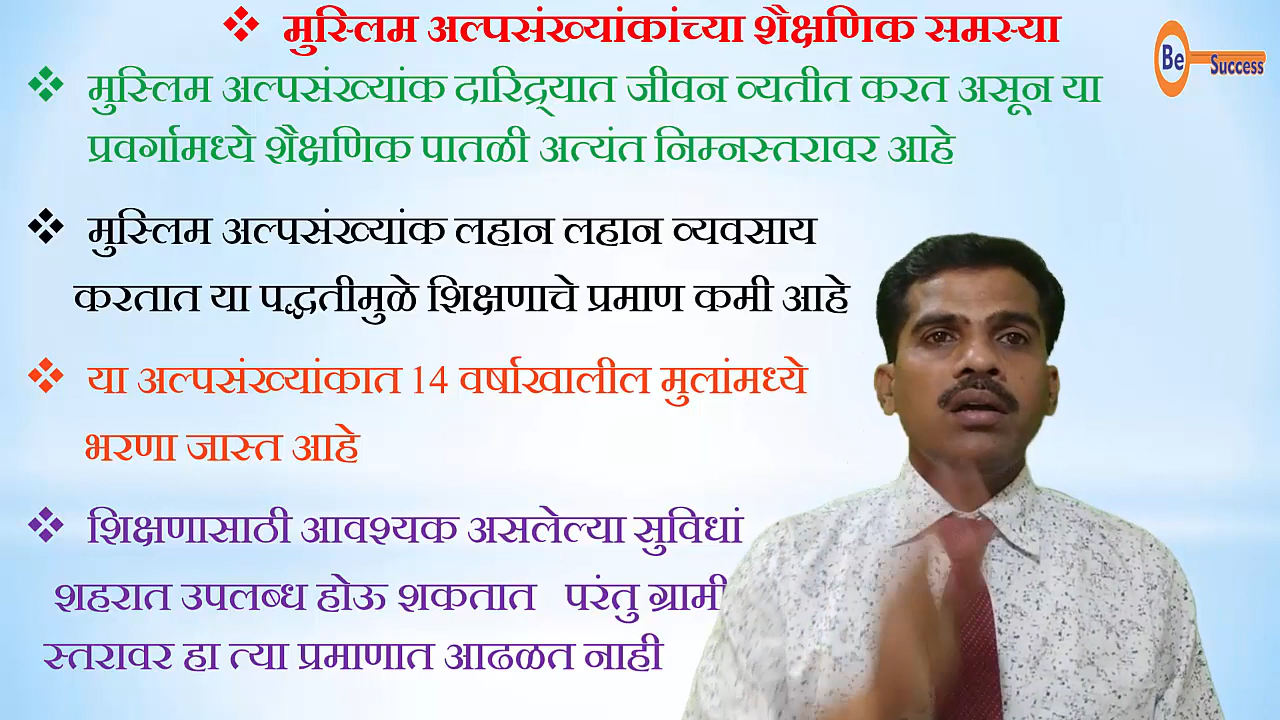 मुस्लिम अल्पसंख्यांकांच्या शैक्षणिक समस्या
Be Success
मुस्लिम अल्पसंख्यांक दारिद्र्यात जीवन व्यतीत करत असून या
प्रवर्गामध्ये शैक्षणिक पातळी अत्यंत निम्नस्तरावर आहे
मुस्लिम अल्पसंख्यांक लहान लहान व्यवसाय
करतात या पद्धतीमुळे शिक्षणाचे प्रमाण कमी आहे
या अल्पसंख्यांकात 14 वर्षाखालील मुलांमध्ये
भरणा जास्त आहे
शिक्षणासाठी आवश्यक असलेल्या सुविधां
शहरात उपलब्ध होऊ शकतात परंतु ग्रामी
स्तरावर हा त्या प्रमाणात आढळत नाही